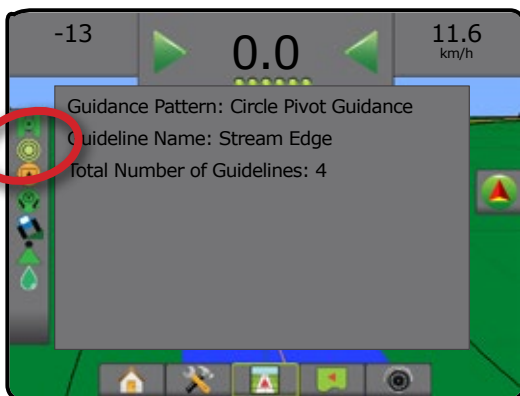 -13
0.0
11.6
km/h
Guidance Pattern: Circle Pivot Guidance
Guideline Name: Stream Edge
Total Number of Guidelines: 4